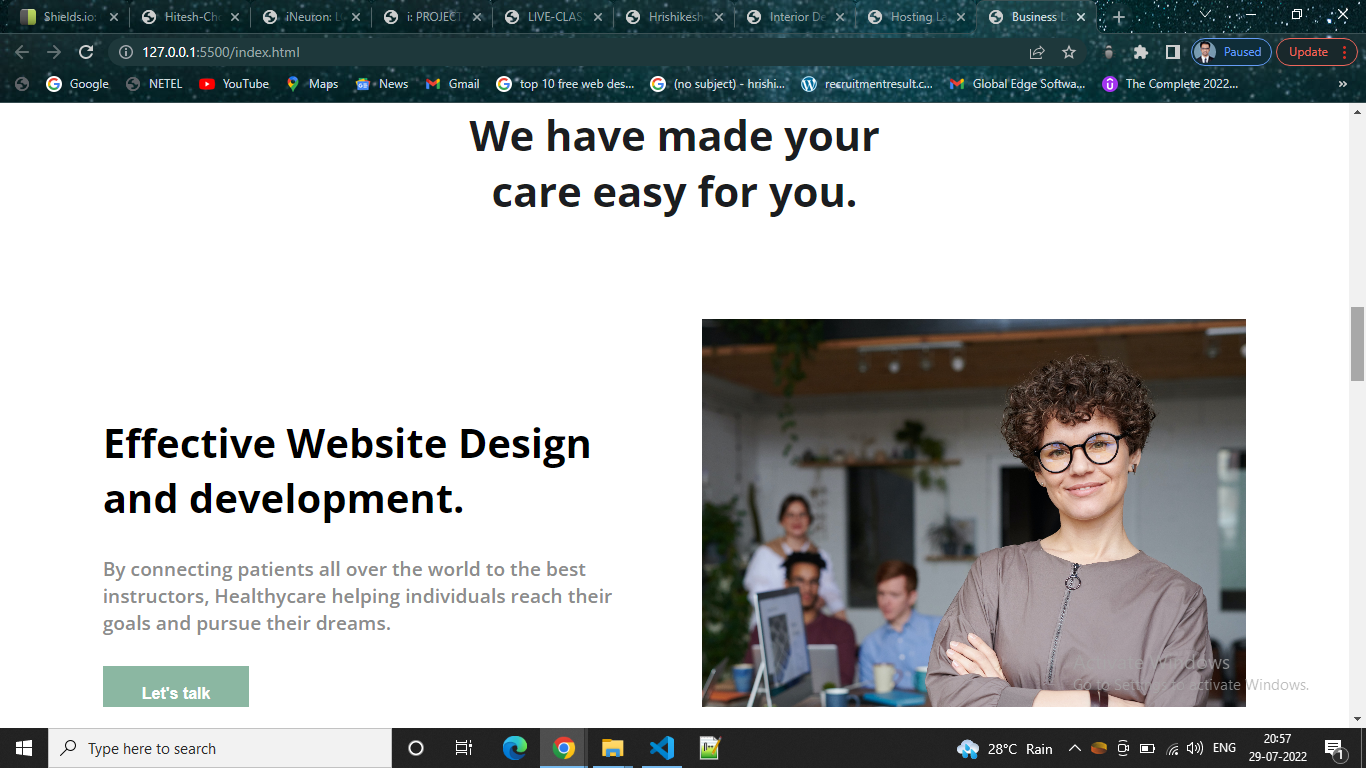 Shields.io:
Hitesh-Cho
iNeuron: L
i: PROJECT
LIVE-CLAS
Hrishikesh
Interior De
Hosting La
Business L
127.0.0.1:5500/index.html
Paused
Update
Google
NETEL
YouTube
Maps
News
Gmail
top 10 free web des...
(no subject) - hrishi...
recruitmentresult.c...
Global Edge Softwa...
The Complete 2022...
We have made your
care easy for you.
Effective Website Design
and development.
By connecting patients all over the world to the best
instructors, Healthycare helping individuals reach their
goals and pursue their dreams.
Let's talk
Activate Windows
Go to Settings to activate Windows.
Type here to search
28°C Rain
ENG
20:57
29-07-2022
1